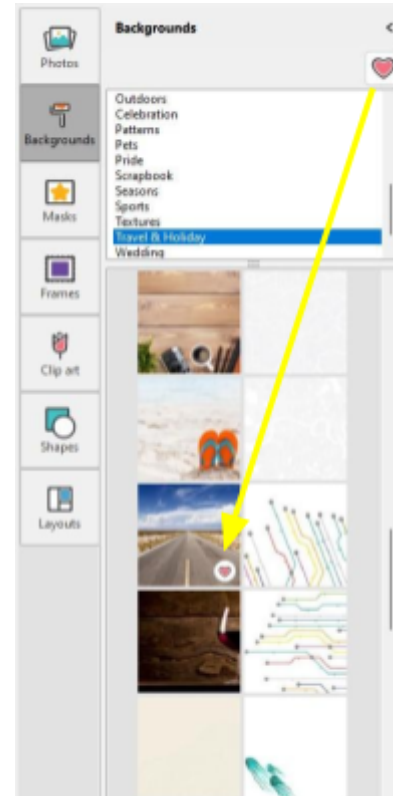 Backgrounds
Photos
Backgrounds
Masks
Frames
Clip art
Shapes
Layouts
Outdoors
Celebration
Patterns
Pets
Pride
Scrapbook
Seasons
Sports
Textures
Travel & Holiday
Wedding